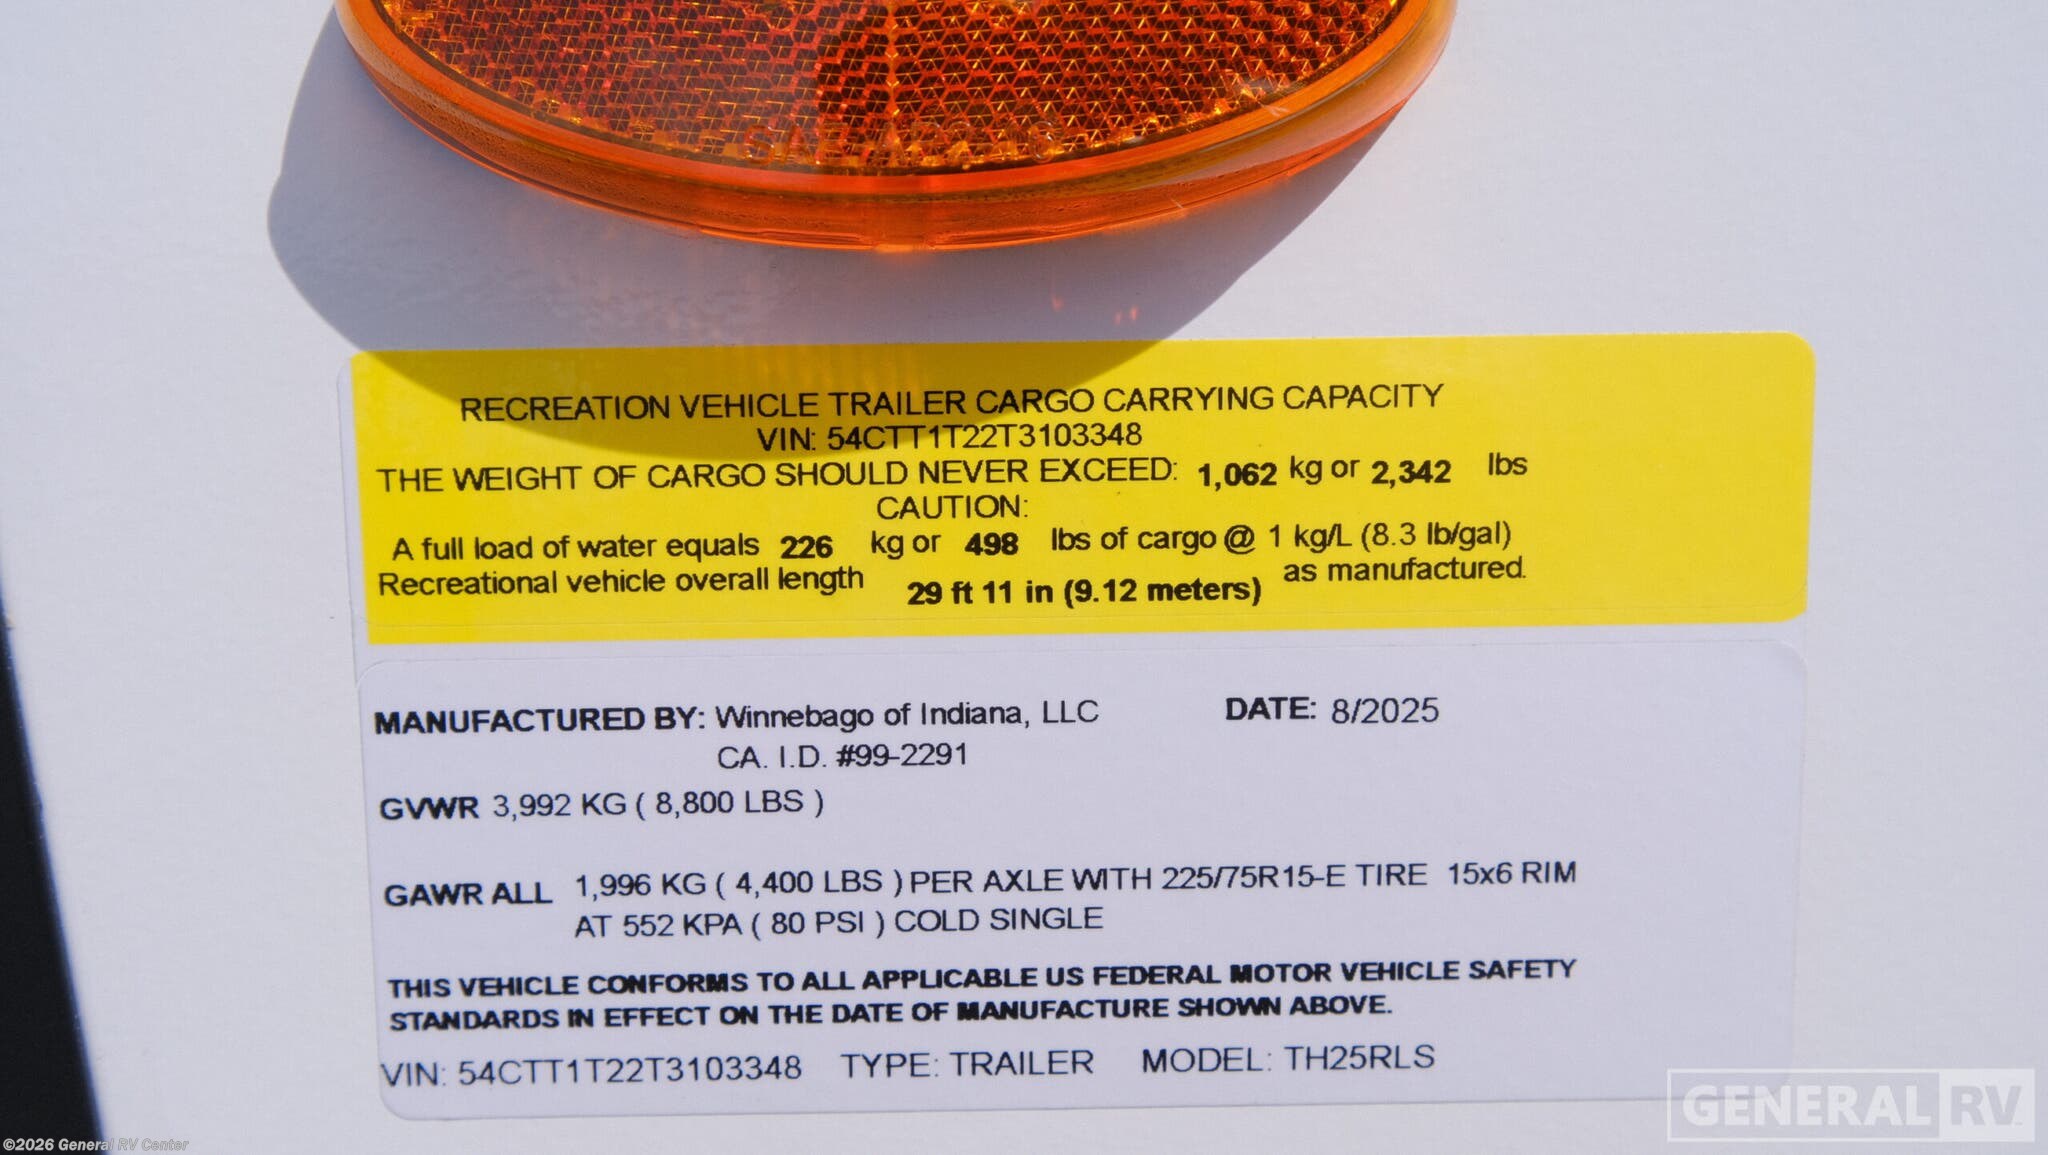 RECREATION VEHICLE TRAILER CARGO CARRYING CAPACITY
VIN: 54CTT1T22T3103348
THE WEIGHT OF CARGO SHOULD NEVER EXCEED: 1,062 kg or 2,342 lbs
CAUTION:
A full load of water equals 226 kg or 498 lbs of cargo @ 1 kg/L (8.3 lb/gal)
Recreational vehicle overall length 29 ft 11 in (9.12 meters) as manufactured.
MANUFACTURED BY: Winnebago of Indiana, LLC DATE: 8/2025
CA. I.D. #99-2291
GVWR 3,992 KG ( 8,800 LBS )
GAWR ALL 1,996 KG ( 4,400 LBS ) PER AXLE WITH 225/75R15-E TIRE 15x6 RIM
AT 552 KPA ( 80 PSI ) COLD SINGLE
THIS VEHICLE CONFORMS TO ALL APPLICABLE US FEDERAL MOTOR VEHICLE SAFETY
STANDARDS IN EFFECT ON THE DATE OF MANUFACTURE SHOWN ABOVE.
VIN: 54CTT1T22T3103348 TYPE: TRAILER MODEL: TH25RLS
GENERAL RV
©2026 General RV Center